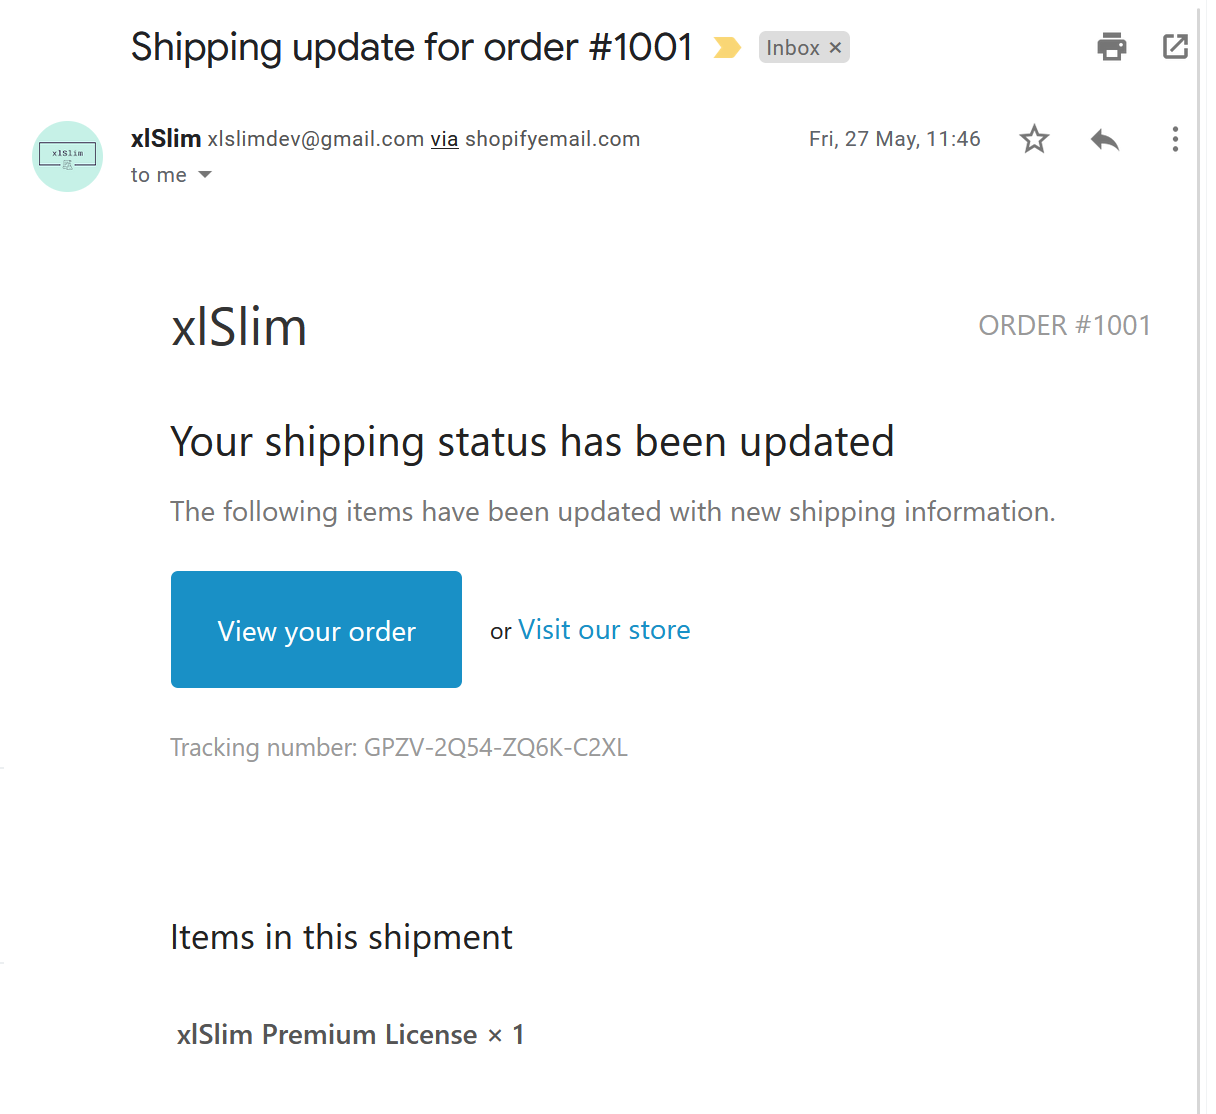 Shipping update for order #1001 Inbox ×
xlSlim xlslimdev@gmail.com via shopifyemail.com Fri, 27 May, 11:46
xlSlim
to me
xlSlim ORDER #1001
Your shipping status has been updated
The following items have been updated with new shipping information.
View your order or Visit our store
Tracking number: GPZV-2Q54-ZQ6K-C2XL
Items in this shipment
xlSlim Premium License × 1